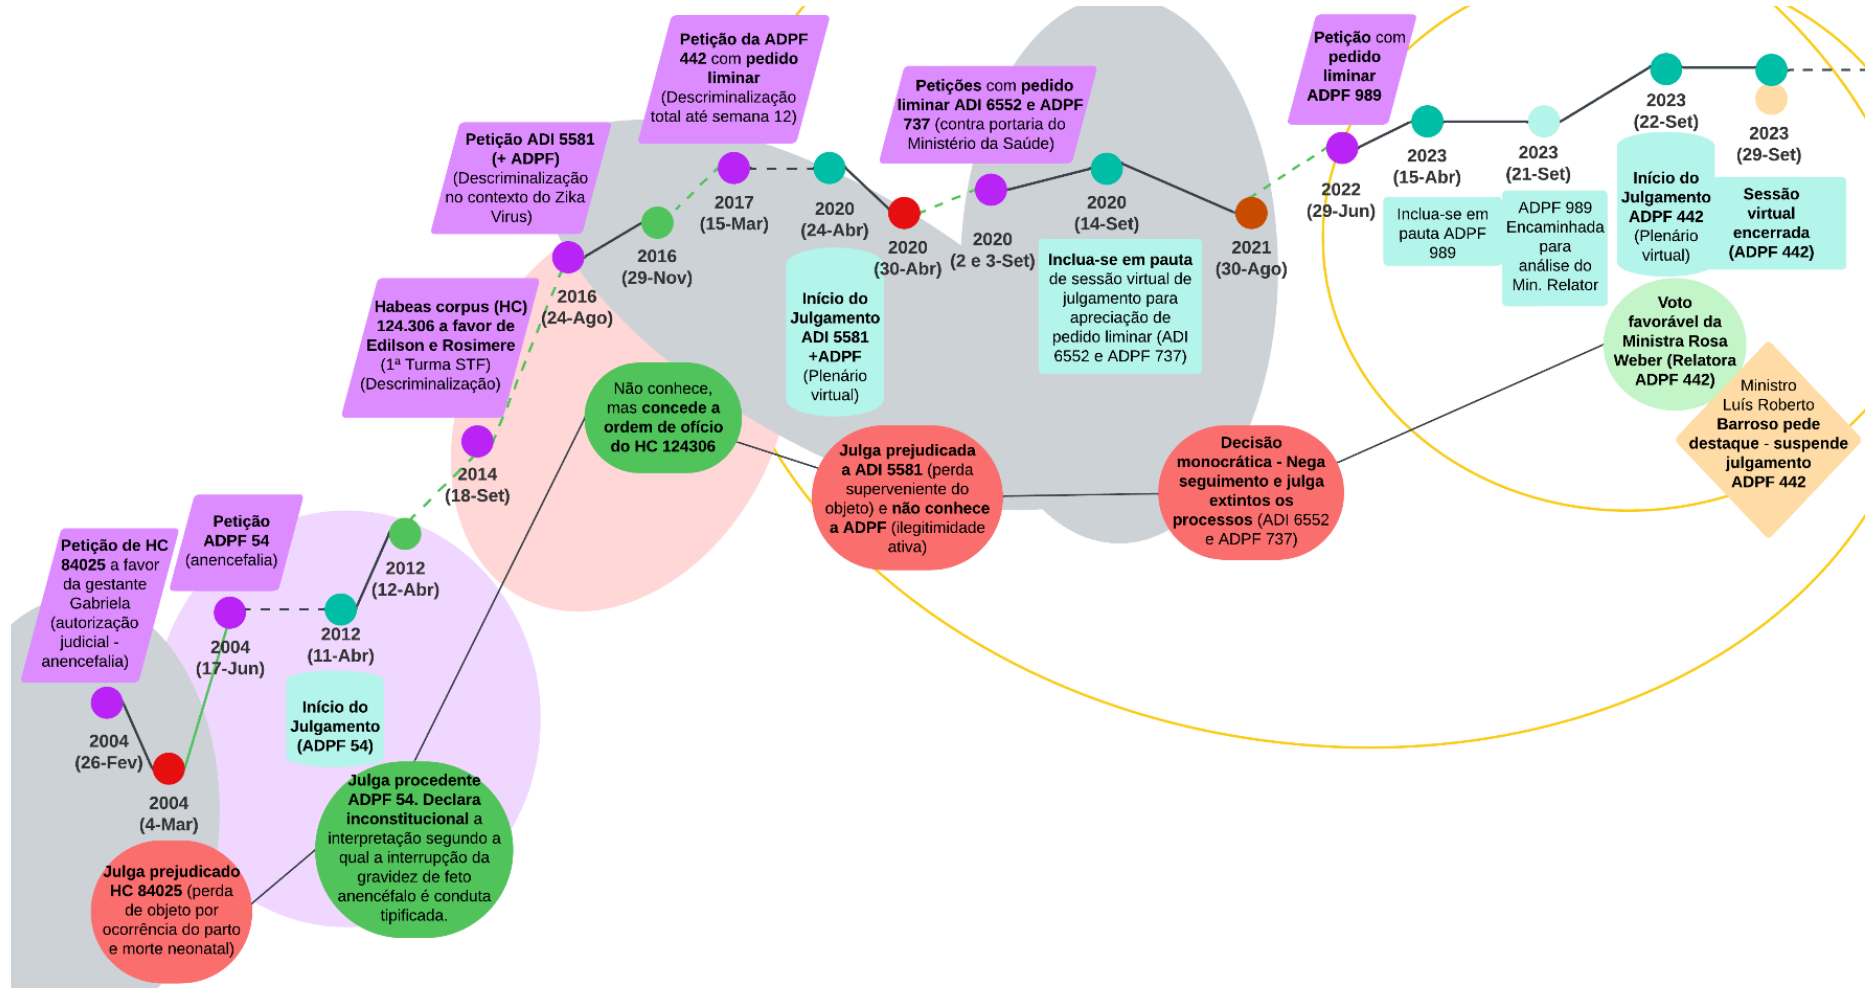 Petição de HC
84025 a favor
da gestante
Gabriela
(autorização
judicial -
anencefalia)
2004
(26-Fev)
2004
(4-Mar)
Julga prejudicado
HC 84025 (perda
de objeto por
ocorrência do parto
e morte neonatal)
Petição
ADPF 54
(anencefalia)
2004
(17-Jun)
2012
(11-Abr)
Início do
Julgamento
(ADPF 54)
2012
(12-Abr)
Julga procedente
ADPF 54. Declara
inconstitucional a
interpretação segundo a
qual a interrupção da
gravidez de feto
anencéfalo é conduta
tipificada.
Habeas corpus (HC)
124.306 a favor de
Edilson e Rosimere
(1ª Turma STF)
(Descriminalização)
2014
(18-Set)
Petição ADI 5581
(+ ADPF)
(Descriminalização
no contexto do Zika
Virus)
2016
(24-Ago)
2016
(29-Nov)
Não conhece,
mas concede a
ordem de ofício
do HC 124306
Petição da ADPF
442 com pedido
liminar
(Descriminalização
total até semana 12)
2017
(15-Mar)
2020
(24-Abr)
Início do
Julgamento
ADI 5581
+ADPF
(Plenário
virtual)
2020
(30-Abr)
Julga prejudicada
a ADI 5581 (perda
superveniente do
objeto) e não conhece
a ADPF (ilegitimidade
ativa)
Petições com pedido
liminar ADI 6552 e ADPF
737 (contra portaria do
Ministério da Saúde)
2020
(2 e 3-Set)
2020
(14-Set)
Inclua-se em pauta
de sessão virtual de
julgamento para
apreciação de
pedido liminar (ADI
6552 e ADPF 737)
2021
(30-Ago)
Decisão
monocrática - Nega
seguimento e julga
extintos os
processos (ADI 6552
e ADPF 737)
Petição com
pedido
liminar
ADPF 989
2022
(29-Jun)
2023
(15-Abr)
Inclua-se em
pauta ADPF
989
2023
(21-Set)
ADPF 989
Encaminhada
para
análise do
Min. Relator
2023
(22-Set)
Início do
Julgamento
ADPF 442
(Plenário
virtual)
Voto
favorável da
Ministra Rosa
Weber (Relatora
ADPF 442)
2023
(29-Set)
Sessão
virtual
encerrada
(ADPF 442)
Ministro
Luís Roberto
Barroso pede
destaque - suspende
julgamento
ADPF 442